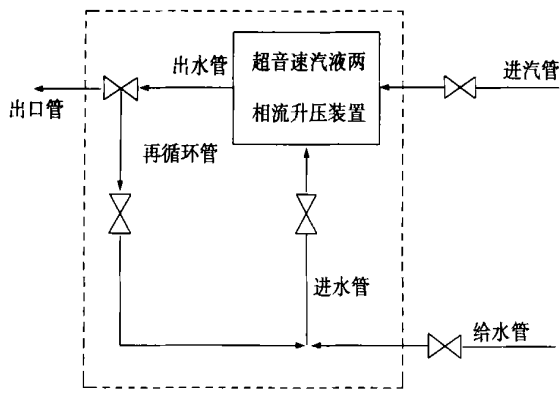 超音速汽液两
相流升压装置
出水管
进汽管
出口管
再循环管
进水管
给水管